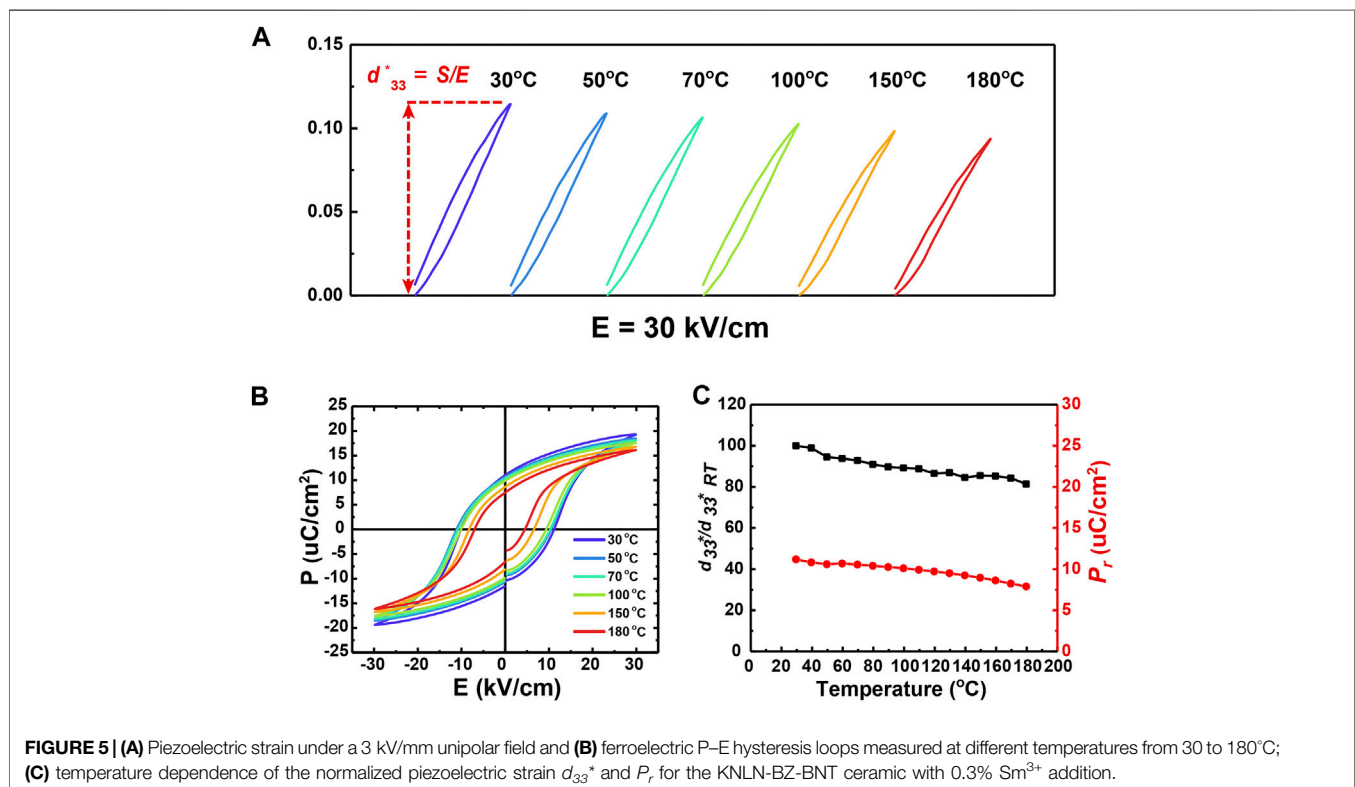 A
0.15
0.10
0.05
0.00
d*33 = S/E
30°C 50°C 70°C 100°C 150°C 180°C
E = 30 kV/cm
B
P (uC/cm²)
25
20
15
10
5
0
-5
-10
-15
-20
-25
30 °C
50 °C
70 °C
100 °C
150 °C
180 °C
-30 -20 -10 0 10 20 30
E (kV/cm)
C
d33*/d33* RT
120
100
80
60
40
20
0
30
25
20
15
10
5
0
Pr (uC/cm²)
0 20 40 60 80 100 120 140 160 180 200
Temperature (°C)
FIGURE 5 | (A) Piezoelectric strain under a 3 kV/mm unipolar field and (B) ferroelectric P–E hysteresis loops measured at different temperatures from 30 to 180°C;
(C) temperature dependence of the normalized piezoelectric strain d33* and Pr for the KNLN-BZ-BNT ceramic with 0.3% Sm³⁺ addition.